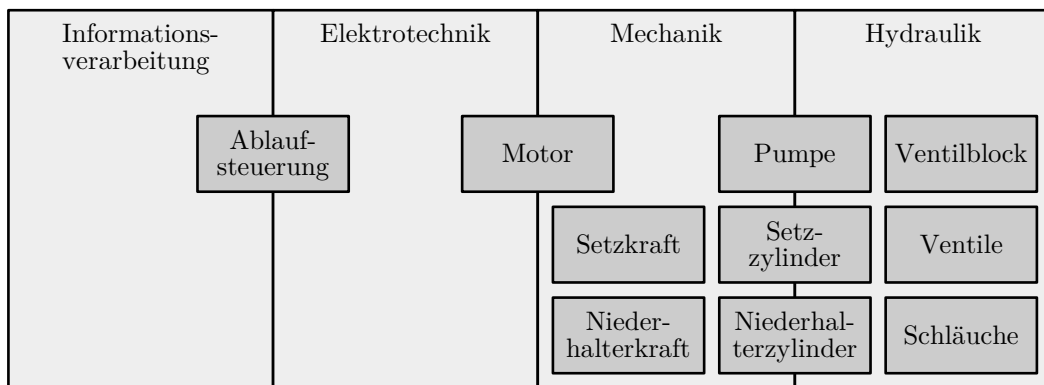 Informations-
verarbeitung
Elektrotechnik
Mechanik
Hydraulik
Ablauf-
steuerung
Motor
Pumpe
Ventilblock
Setzkraft
Setz-
zylinder
Ventile
Nieder-
halterkraft
Niederhal-
terzylinder
Schläuche